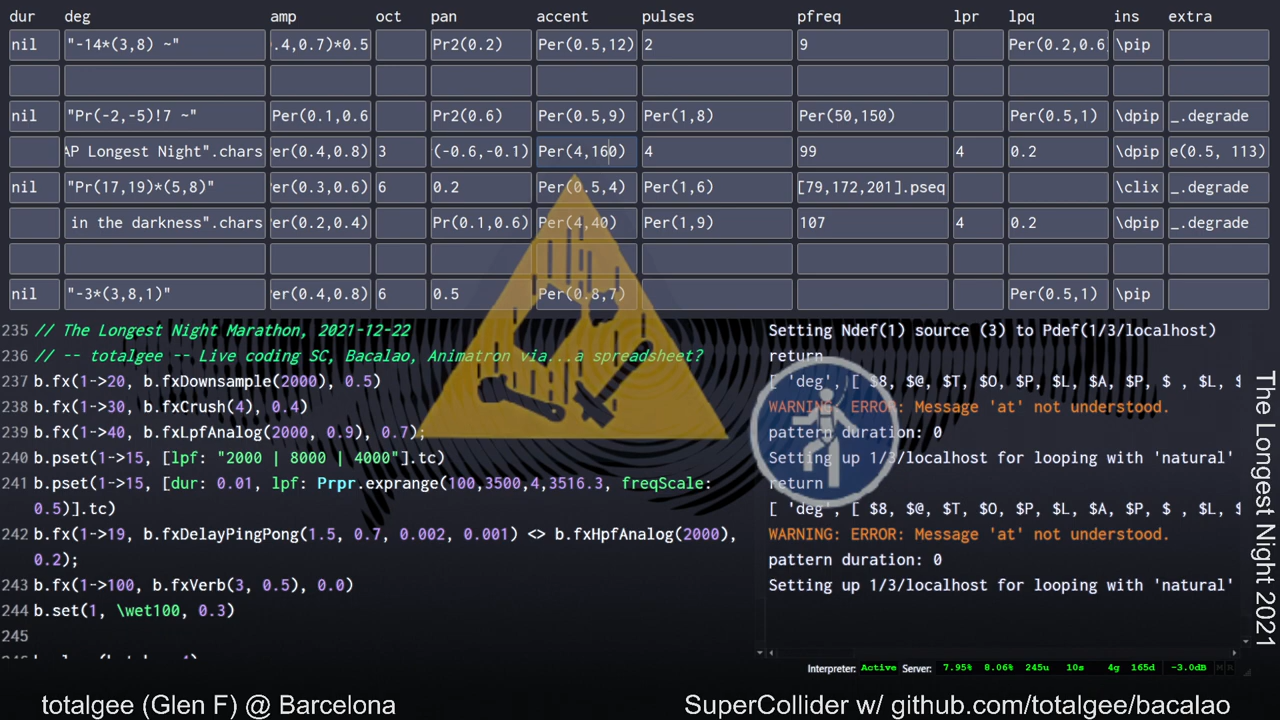 dur deg amp oct pan accent pulses pfreq lpr lpq ins extra
nil "-14*(3,8) ~" .4,0.7)*0.5 Pr2(0.2) Per(0.5,12) 2 9 Per(0.2,0.6 \pip
nil "Pr(-2,-5)!7 ~" Per(0.1,0.6 Pr2(0.6) Per(0.5,9) Per(1,8) Per(50,150) Per(0.5,1) \dpip _.degrade
AP Longest Night".chars er(0.4,0.8) 3 (-0.6,-0.1) Per(4,160) 4 99 4 0.2 \dpip e(0.5, 113)
nil "Pr(17,19)*(5,8)" er(0.3,0.6) 6 0.2 Per(0.5,4) Per(1,6) [79,172,201].pseq \clix _.degrade
in the darkness".chars er(0.2,0.4) Pr(0.1,0.6) Per(4,40) Per(1,9) 107 4 0.2 \dpip _.degrade
nil "-3*(3,8,1)" er(0.4,0.8) 6 0.5 Per(0.8,7) Per(0.5,1) \pip
235 // The Longest Night Marathon, 2021-12-22
236 // -- totalgee -- Live coding SC, Bacalao, Animatron via...a spreadsheet?
237 b.fx(1->20, b.fxDownsample(2000), 0.5)
238 b.fx(1->30, b.fxCrush(4), 0.4)
239 b.fx(1->40, b.fxLpfAnalog(2000, 0.9), 0.7);
240 b.pset(1->15, [lpf: "2000 | 8000 | 4000"].tc)
241 b.pset(1->15, [dur: 0.01, lpf: Prpr.exprange(100,3500,4,3516.3, freqScale:
0.5)].tc)
242 b.fx(1->19, b.fxDelayPingPong(1.5, 0.7, 0.002, 0.001) <> b.fxHpfAnalog(2000),
0.2);
243 b.fx(1->100, b.fxVerb(3, 0.5), 0.0)
244 b.set(1, \wet100, 0.3)
245
Setting Ndef(1) source (3) to Pdef(1/3/localhost)
return
[ 'deg', [ $8, $@, $T, $O, $P, $L, $A, $P, $ , $L, $
WARNING: ERROR: Message 'at' not understood.
pattern duration: 0
Setting up 1/3/localhost for looping with 'natural'
return
[ 'deg', [ $8, $@, $T, $O, $P, $L, $A, $P, $ , $L, $
WARNING: ERROR: Message 'at' not understood.
pattern duration: 0
Setting up 1/3/localhost for looping with 'natural'
The Longest Night 2021
Interpreter: Active Server: 7.95% 8.06% 245u 10s 4g 165d -3.0dB M R
totalgee (Glen F) @ Barcelona
SuperCollider w/ github.com/totalgee/bacalao